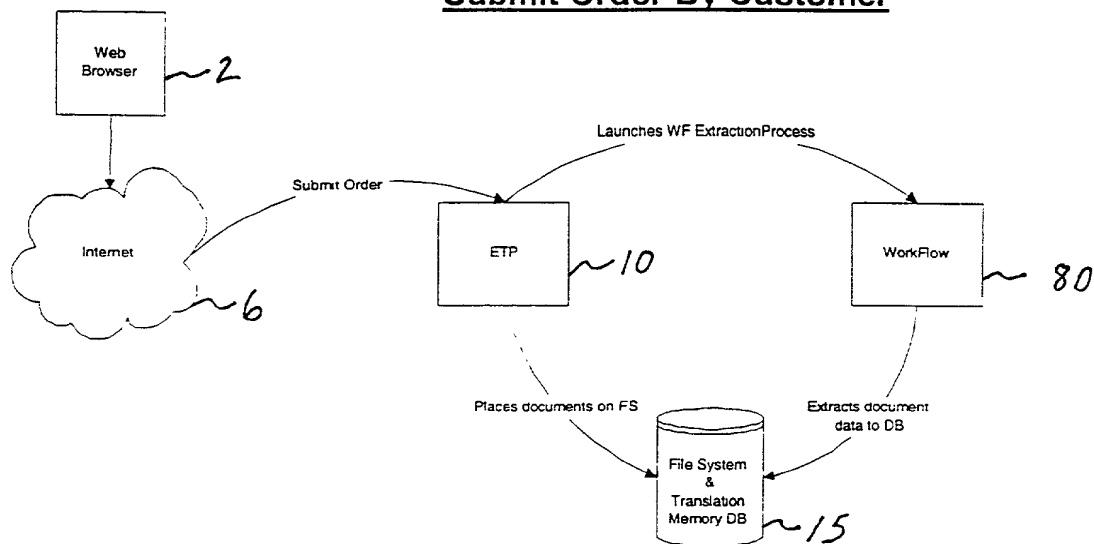 Submit Order By Customer
Web
Browser
2
Launches WF ExtractionProcess
Submit Order
Internet
ETP
WorkFlow
10
80
6
Places documents on FS
Extracts document
data to DB
File System
&
Translation
Memory DB
15